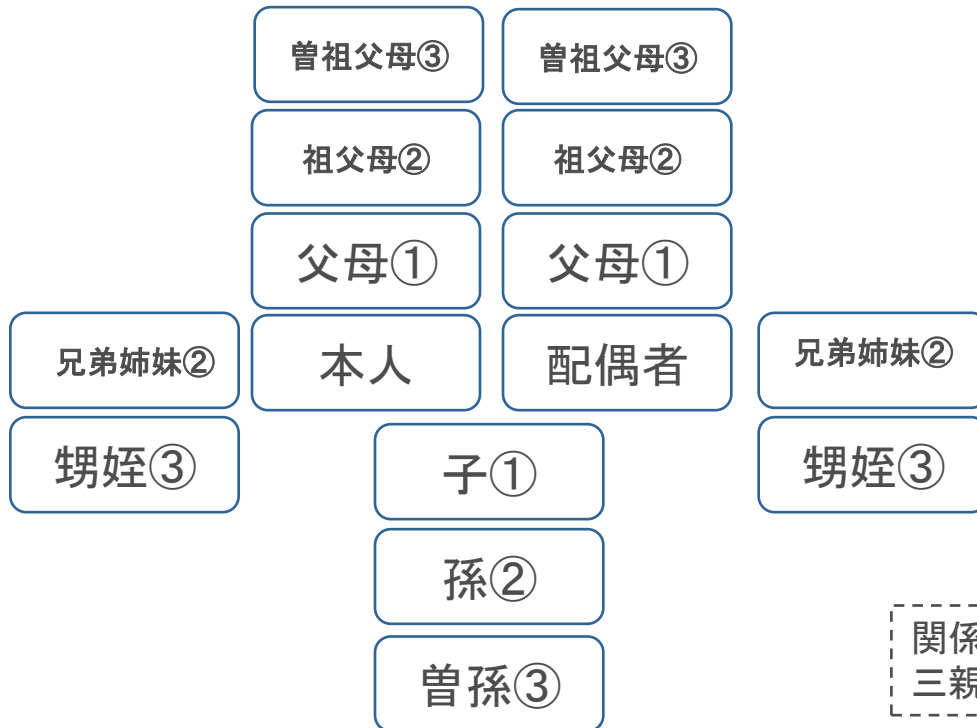 曽祖父母③
曽祖父母③
祖父母②
祖父母②
父母①
父母①
兄弟姉妹②
本人
配偶者
兄弟姉妹②
甥姪③
子①
甥姪③
孫②
関係
三親
曽孫③